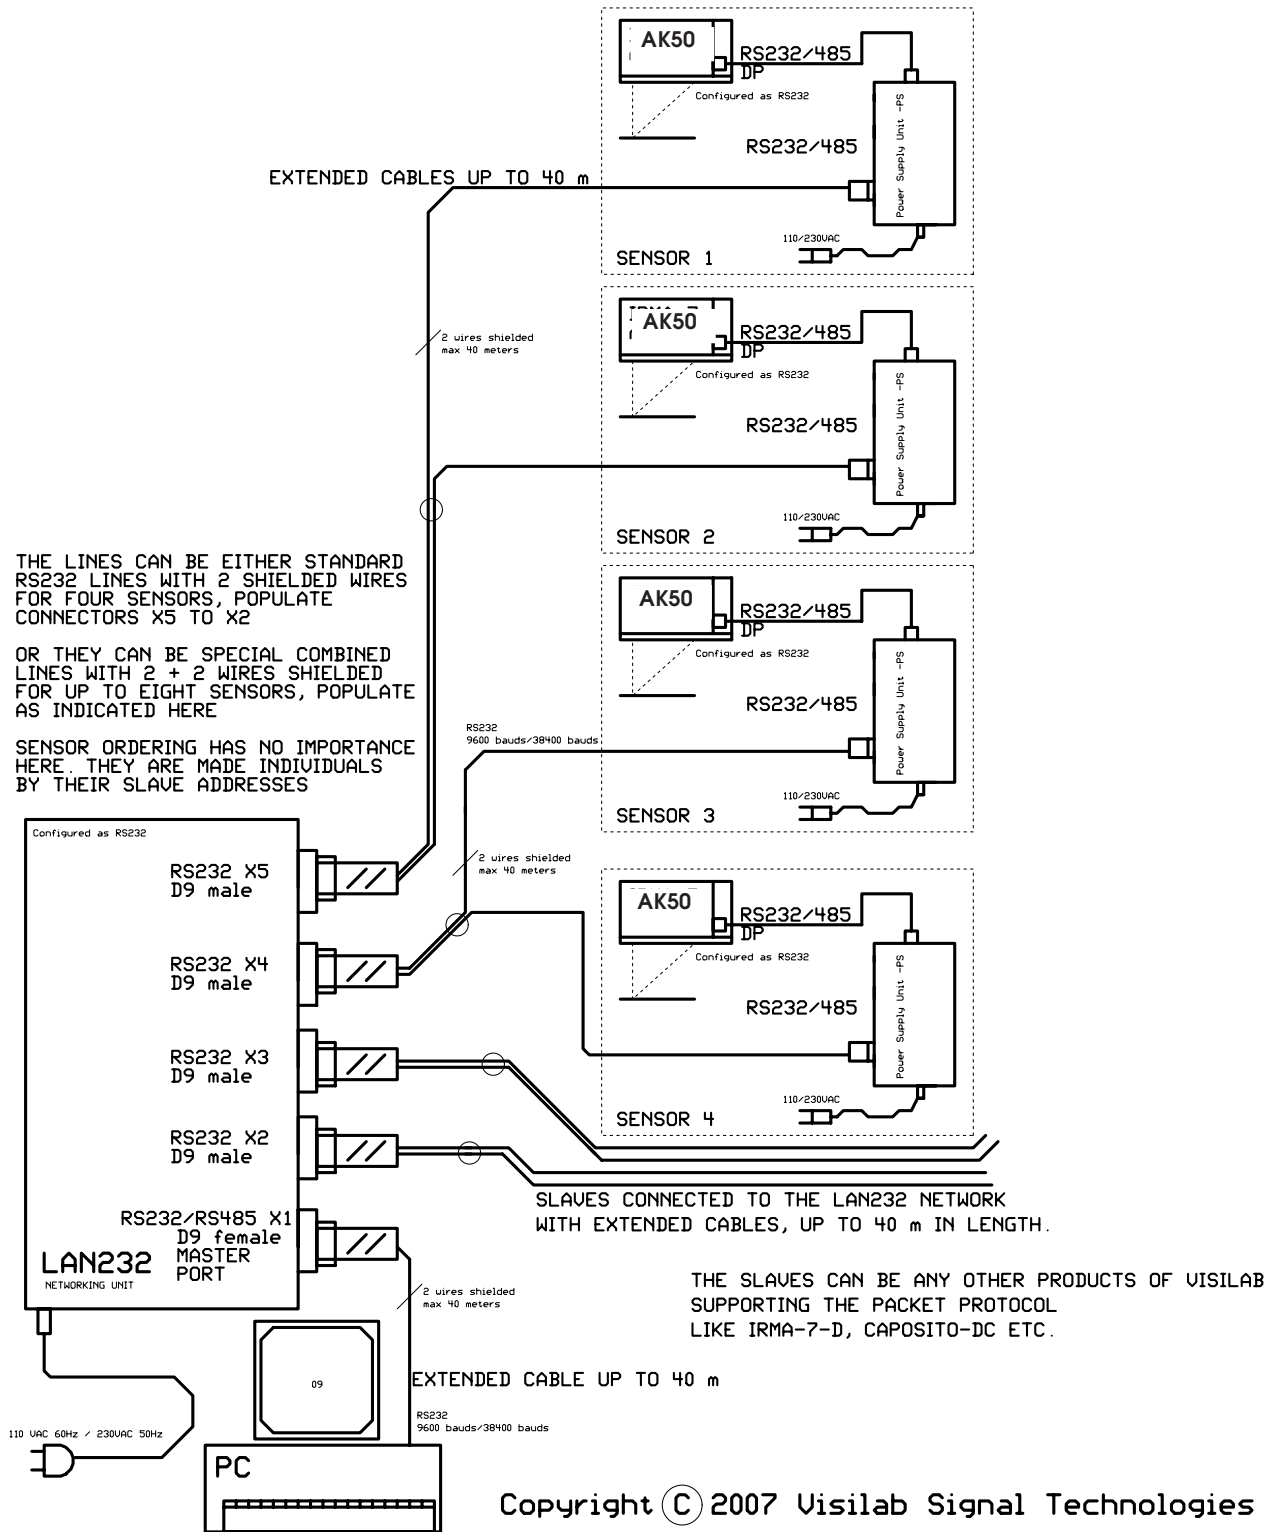 AK50
RS232/485
DP
Configured as RS232
Power Supply Unit -PS
RS232/485
EXTENDED CABLES UP TO 40 m
110/230VAC
SENSOR 1
AK50
RS232/485
DP
2 wires shielded
max 40 meters
Configured as RS232
Power Supply Unit -PS
RS232/485
110/230VAC
SENSOR 2
THE LINES CAN BE EITHER STANDARD
RS232 LINES WITH 2 SHIELDED WIRES
FOR FOUR SENSORS, POPULATE
CONNECTORS X5 TO X2
OR THEY CAN BE SPECIAL COMBINED
LINES WITH 2 + 2 WIRES SHIELDED
FOR UP TO EIGHT SENSORS, POPULATE
AS INDICATED HERE
SENSOR ORDERING HAS NO IMPORTANCE
HERE. THEY ARE MADE INDIVIDUALS
BY THEIR SLAVE ADDRESSES
AK50
RS232/485
DP
Configured as RS232
Power Supply Unit -PS
RS232/485
RS232
9600 bauds/38400 bauds
110/230VAC
SENSOR 3
Configured as RS232
RS232 X5
D9 male
2 wires shielded
max 40 meters
AK50
RS232/485
DP
Configured as RS232
Power Supply Unit -PS
RS232/485
110/230VAC
SENSOR 4
RS232 X4
D9 male
RS232 X3
D9 male
RS232 X2
D9 male
RS232/RS485 X1
D9 female
MASTER
PORT
LAN232
NETWORKING UNIT
SLAVES CONNECTED TO THE LAN232 NETWORK
WITH EXTENDED CABLES, UP TO 40 m IN LENGTH.
THE SLAVES CAN BE ANY OTHER PRODUCTS OF VISILAB
SUPPORTING THE PACKET PROTOCOL
LIKE IRMA-7-D, CAPOSITO-DC ETC.
2 wires shielded
max 40 meters
09
EXTENDED CABLE UP TO 40 m
RS232
9600 bauds/38400 bauds
110 VAC 60Hz / 230VAC 50Hz
PC
Copyright C 2007 Visilab Signal Technologies